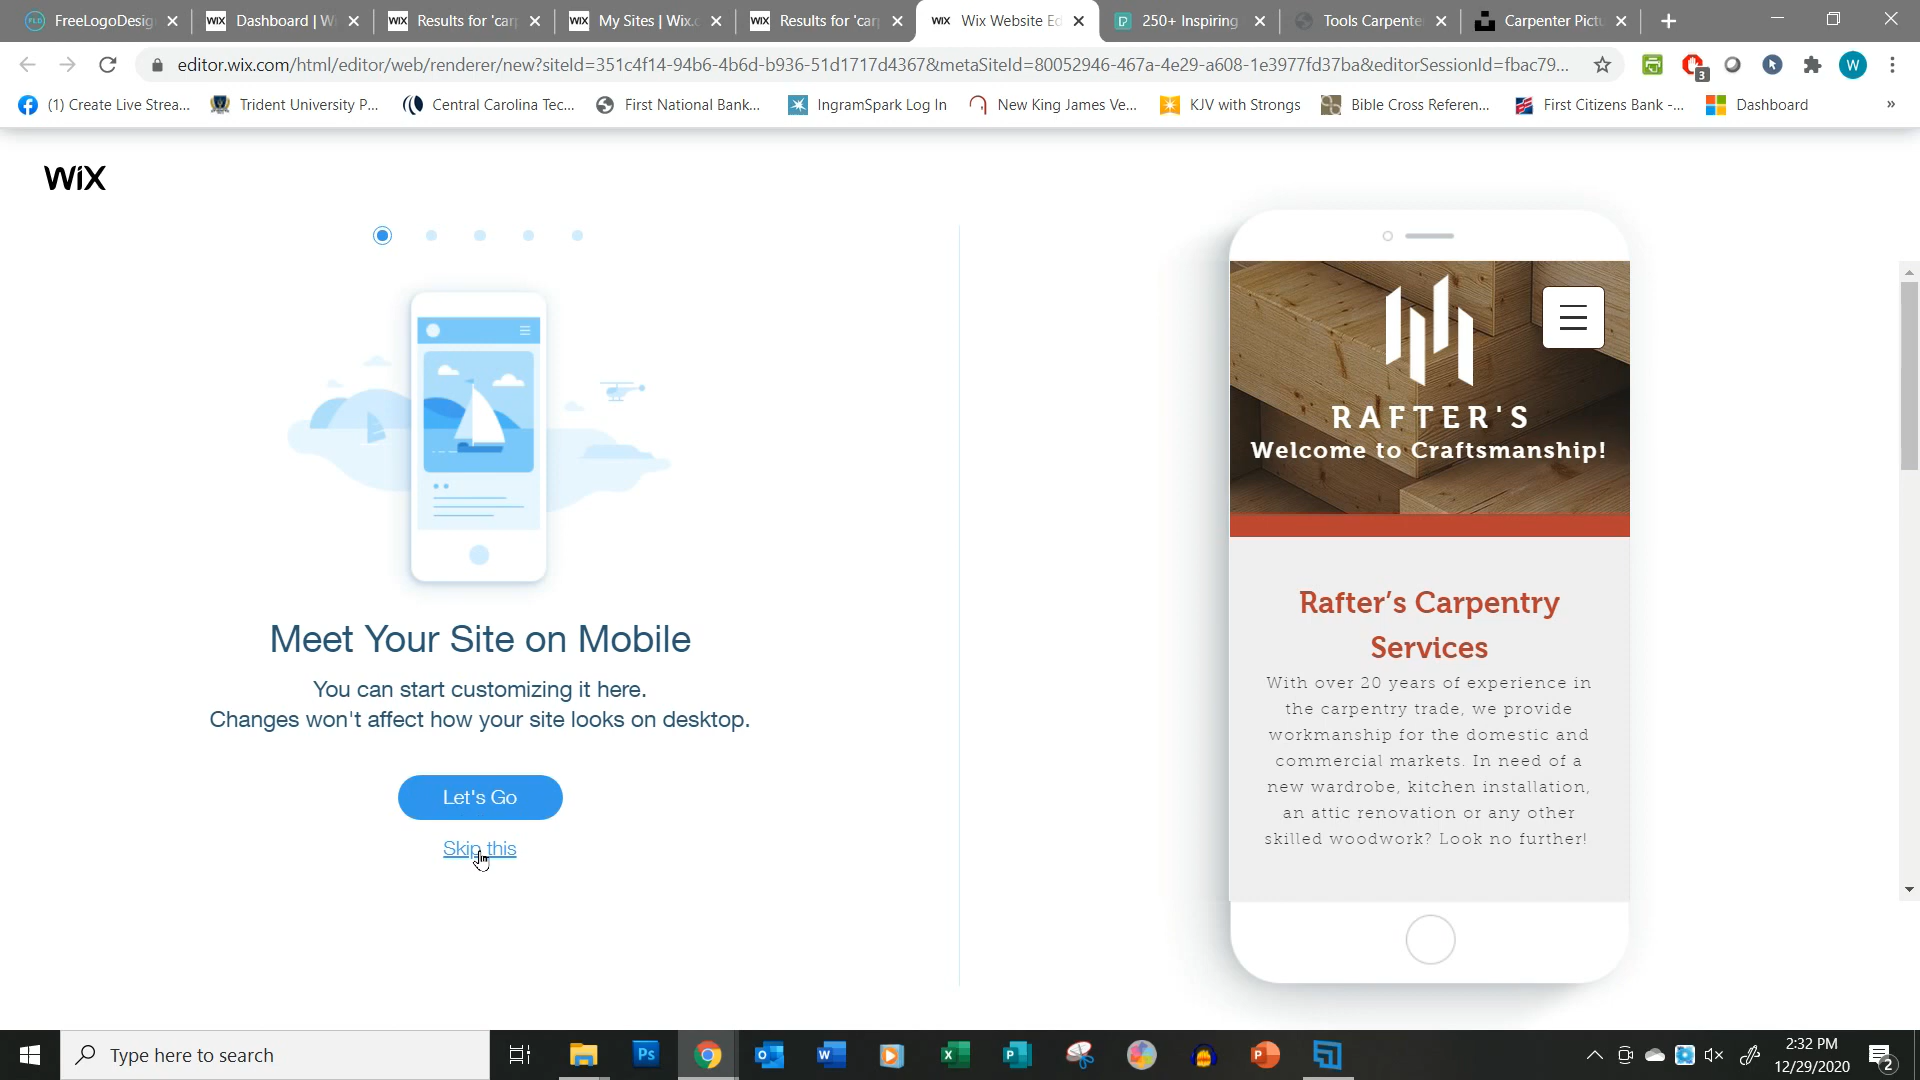 FreeLogoDesig
Dashboard | W
Results for 'car
My Sites | Wix.c
Results for 'car
Wix Website Ed
250+ Inspiring
Tools Carpente
Carpenter Pictu
editor.wix.com/html/editor/web/renderer/new?siteId=351c4f14-94b6-4b6d-b936-51d1717d4367&metaSiteId=80052946-467a-4e29-a608-1e3977fd37ba&editorSessionId=fbac79...
3
W
(1) Create Live Strea...
Trident University P...
Central Carolina Tec...
First National Bank...
IngramSpark Log In
New King James Ve...
KJV with Strongs
Bible Cross Referen...
First Citizens Bank -...
Dashboard
»
WiX
Meet Your Site on Mobile
You can start customizing it here.
Changes won't affect how your site looks on desktop.
Let's Go
Skip this
RAFTER'S
Welcome to Craftsmanship!
Rafter's Carpentry
Services
With over 20 years of experience in
the carpentry trade, we provide
workmanship for the domestic and
commercial markets. In need of a
new wardrobe, kitchen installation,
an attic renovation or any other
skilled woodwork? Look no further!
Type here to search
2:32 PM
12/29/2020
2